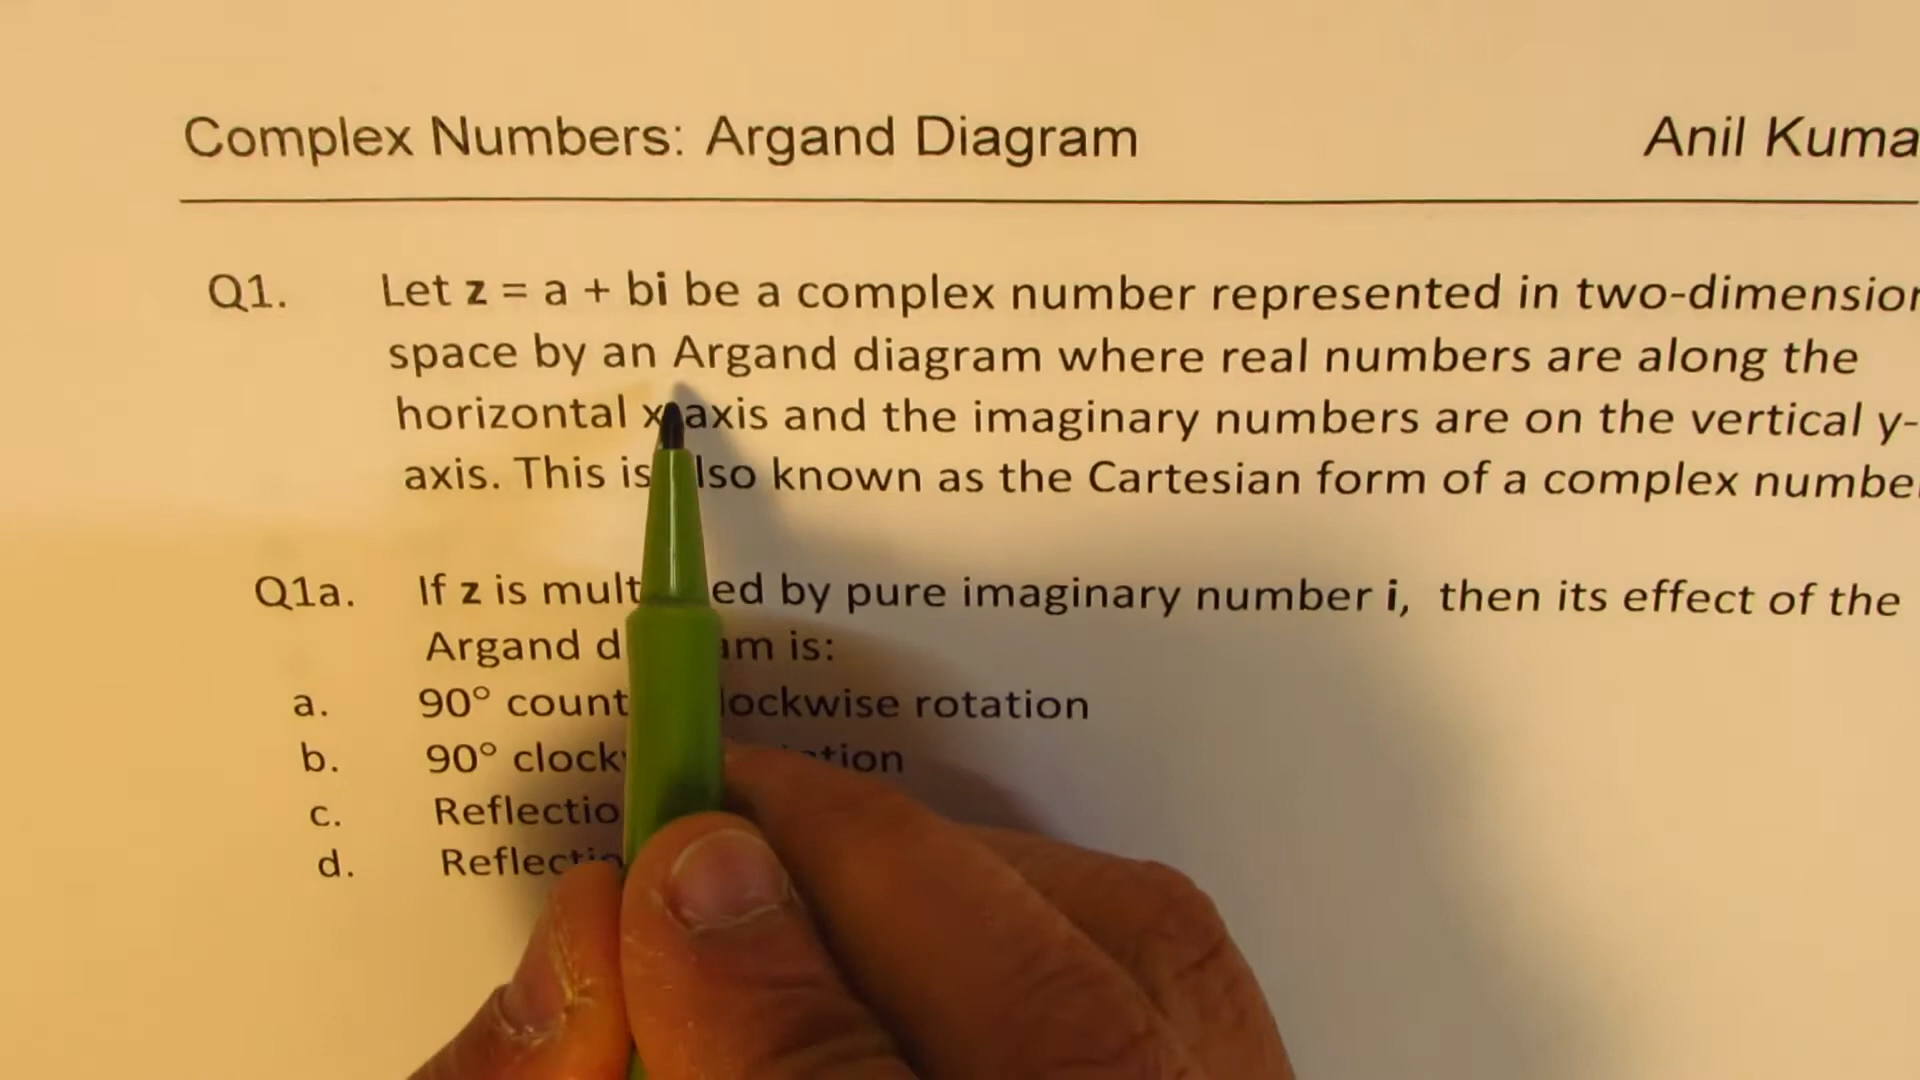 Complex Numbers: Argand Diagram Anil Kuma
Q1. Let z = a + bi be a complex number represented in two-dimension
space by an Argand diagram where real numbers are along the
horizontal x axis and the imaginary numbers are on the vertical y-
axis. This is lso known as the Cartesian form of a complex numbe
Q1a. If z is mult ed by pure imaginary number i, then its effect of the
Argand d am is:
a. 90° count lockwise rotation
b. 90° clock tion
c. Reflectio
d. Reflectio